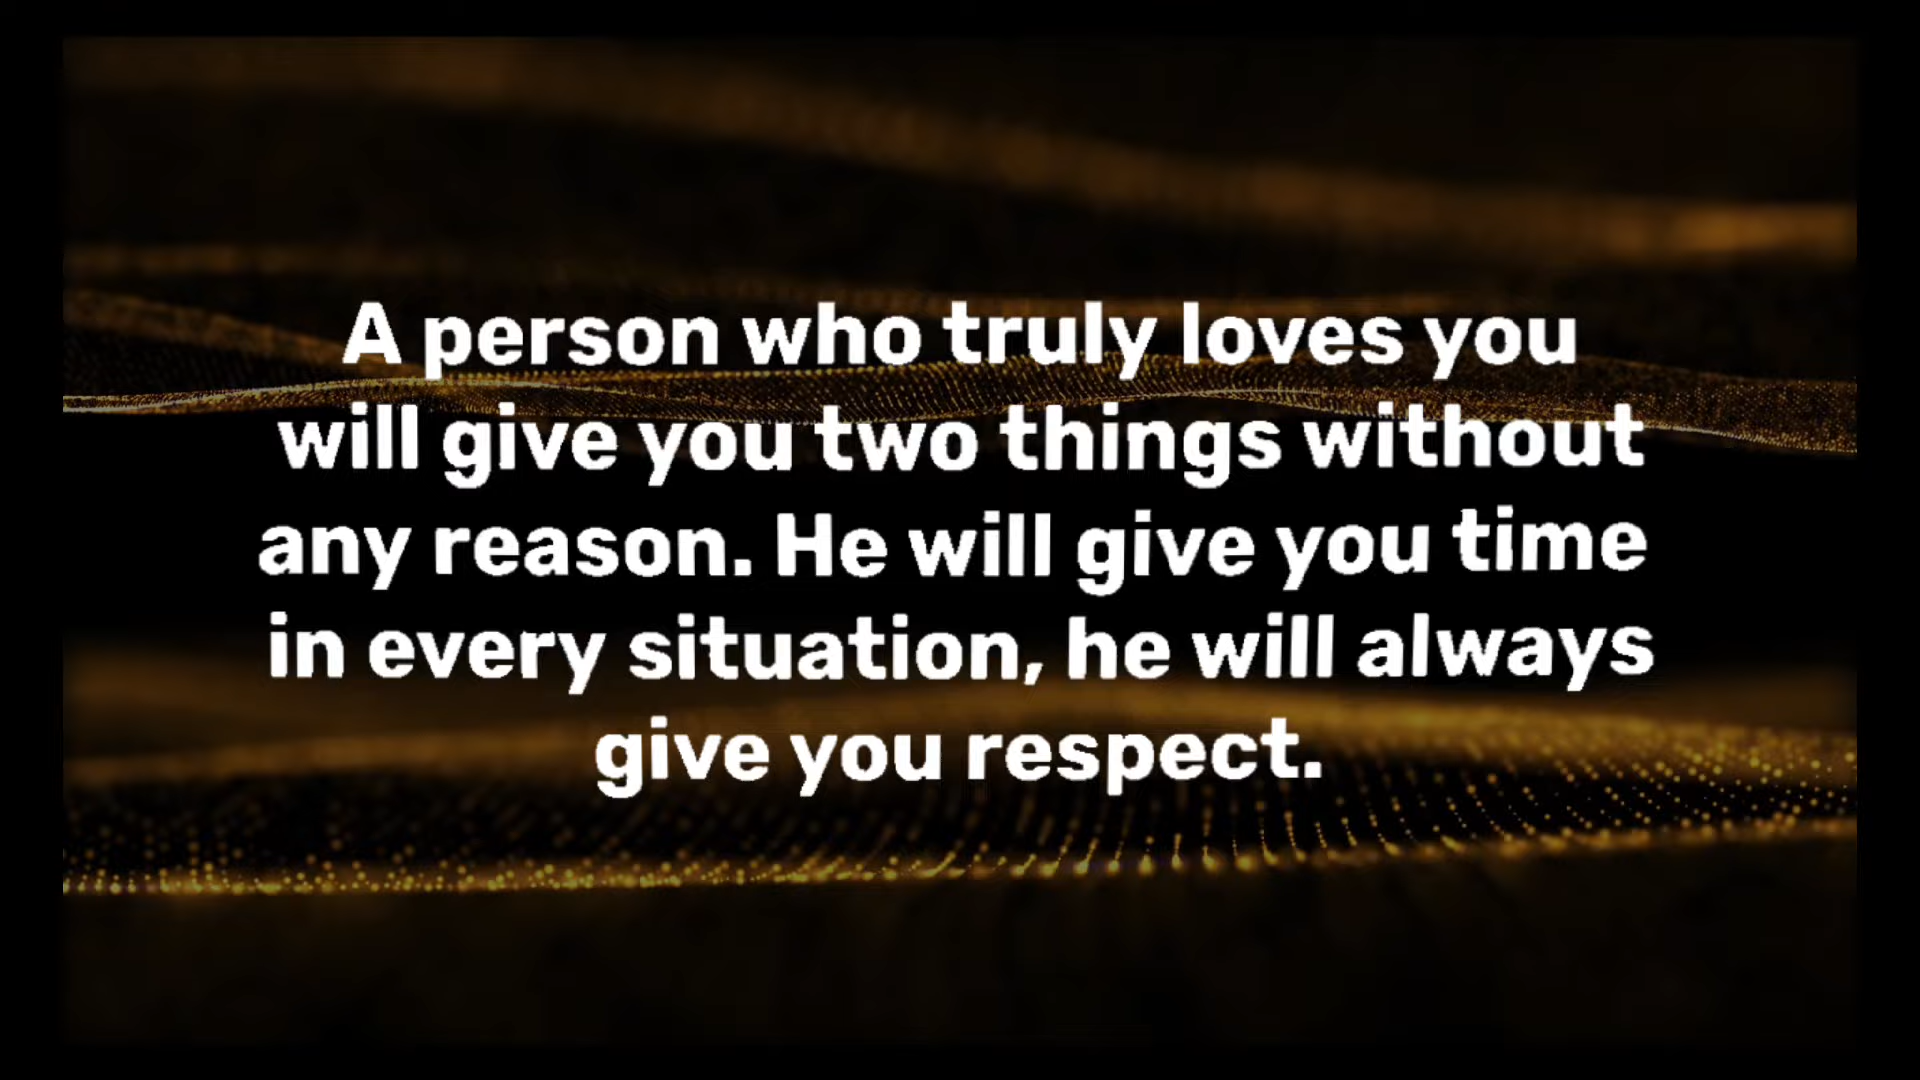 A person who truly loves you
will give you two things without
any reason. He will give you time
in every situation, he will always
give you respect.